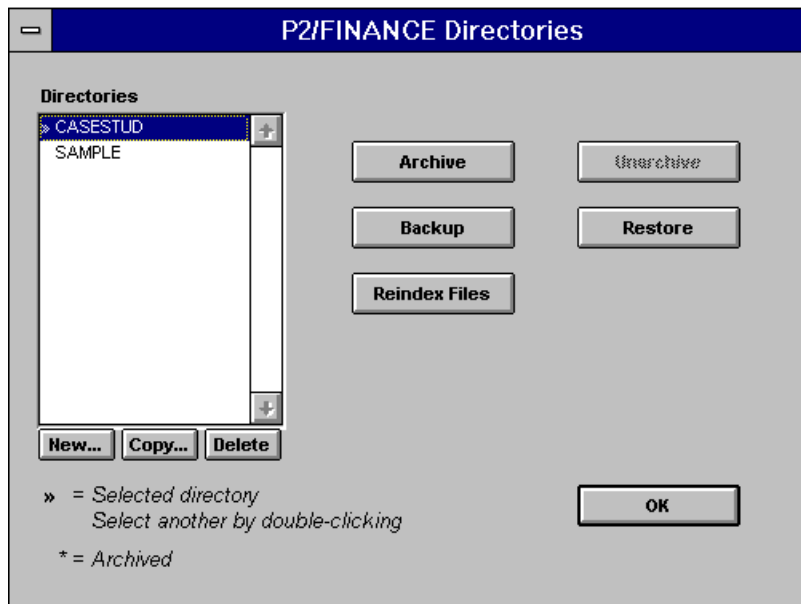 P2/FINANCE Directories
Directories
» CASESTUD
SAMPLE
Archive
Unarchive
Backup
Restore
Reindex Files
New...
Copy...
Delete
» = Selected directory
Select another by double-clicking
* = Archived
OK